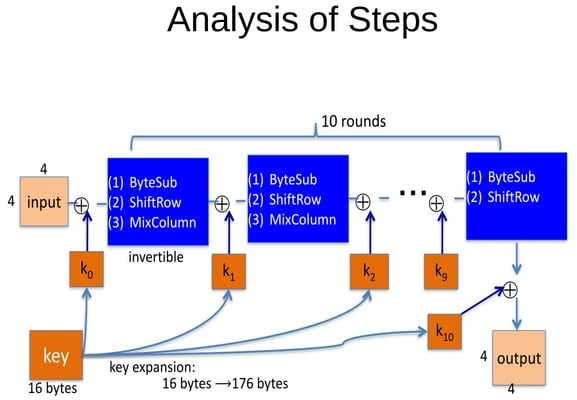 Analysis of Steps
10 rounds
4
4
input
(1) ByteSub
(2) ShiftRow
(3) MixColumn
(1) ByteSub
(2) ShiftRow
(3) MixColumn
...
(1) ByteSub
(2) ShiftRow
invertible
k0
k1
k2
k9
k10
key
16 bytes
key expansion:
16 bytes →176 bytes
4
output
4